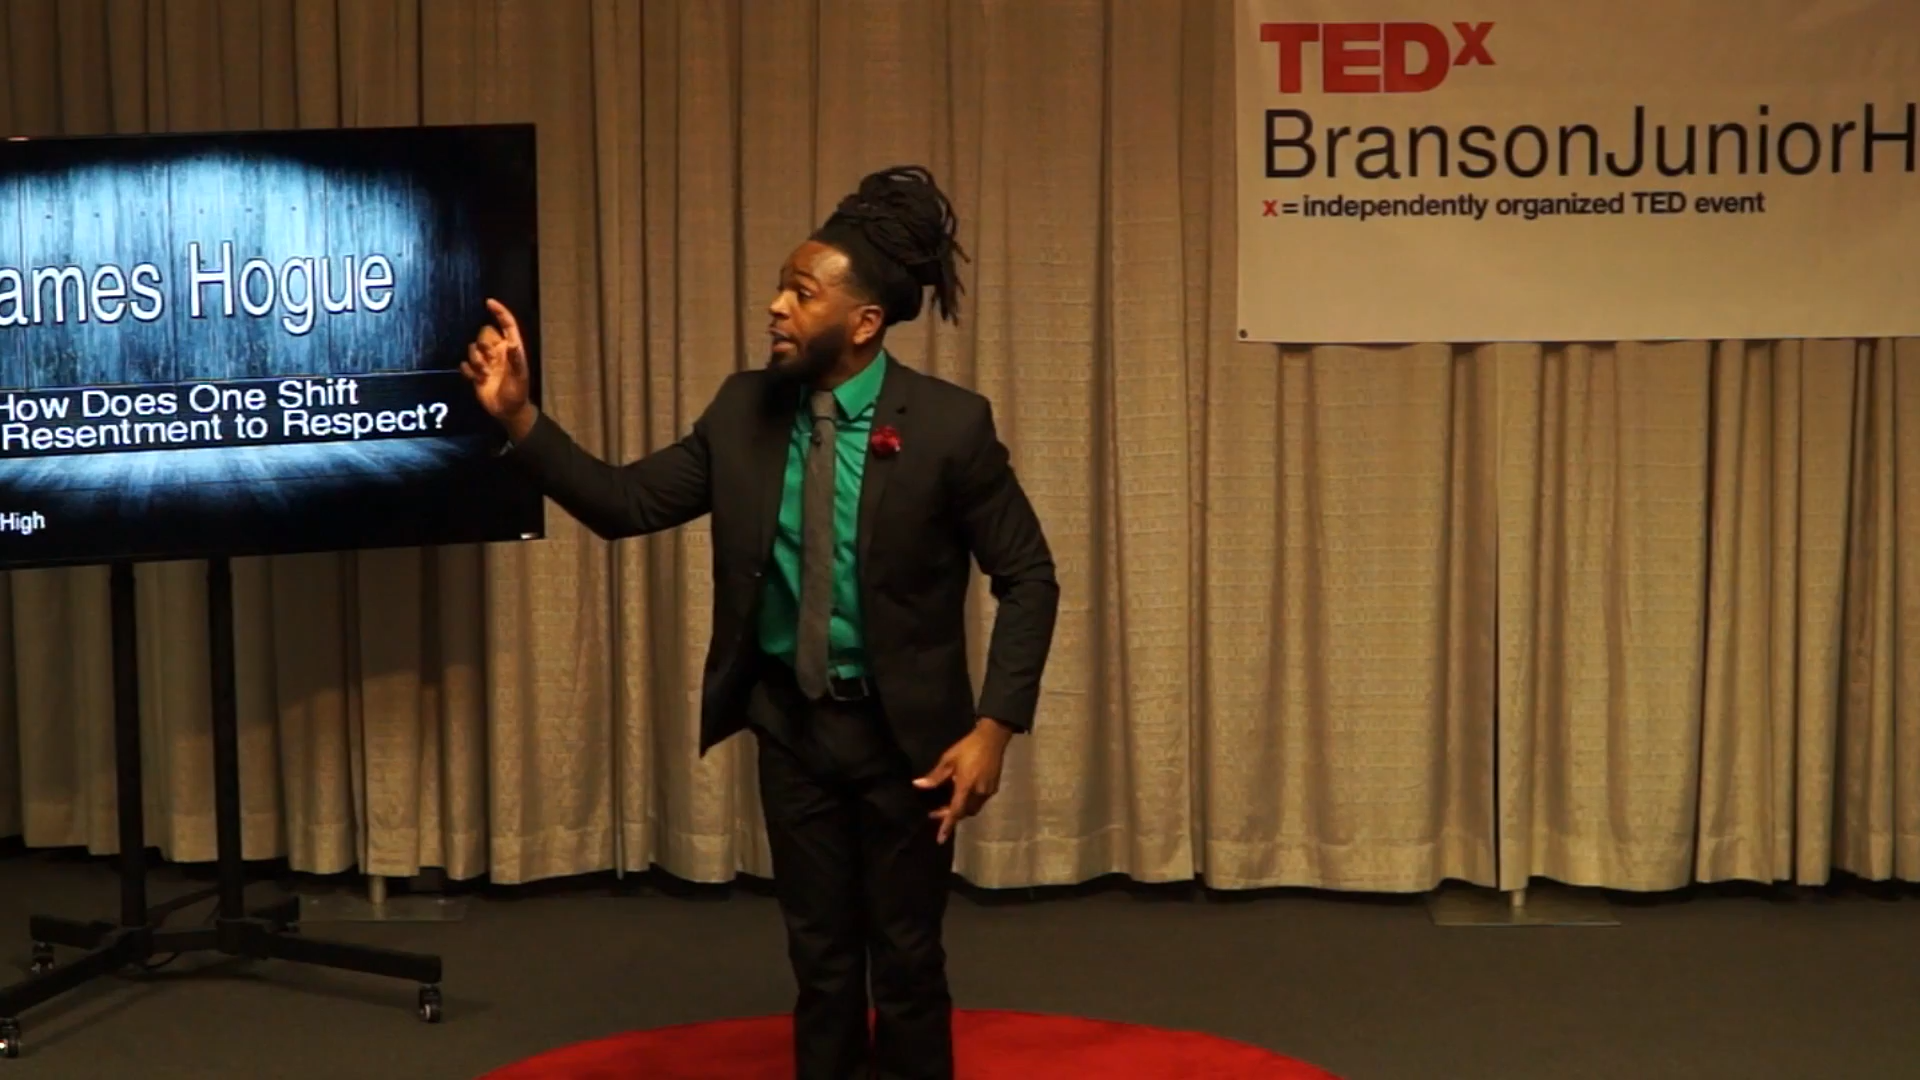 TEDx
BransonJuniorH
x=independently organized TED event
ames Hogue
How Does One Shift
Resentment to Respect?
High